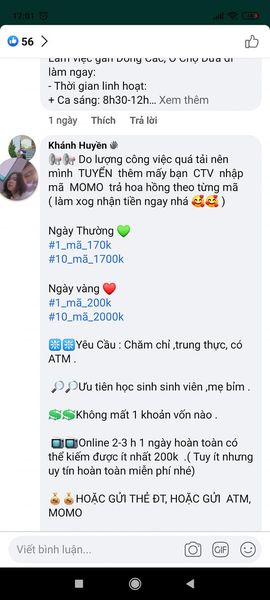 17:01
56
Làm việc gần Đống Đác, Ô Chợ Dừa đi
làm ngay:
- Thời gian linh hoạt:
+ Ca sáng: 8h30-12h... Xem thêm
1 ngày Thích Trả lời
Khánh Huyền
Do lượng công việc quá tải nên
mình TUYỂN thêm mấy bạn CTV nhập
mã MOMO trả hoa hồng theo từng mã
( làm xog nhận tiền ngay nhá )
Ngày Thường
#1_mã_170k
#10_mã_1700k
Ngày vàng
#1_mã_200k
#10_mã_2000k
Yêu Cầu : Chăm chỉ ,trung thực, có
ATM .
.Ưu tiên học sinh sinh viên ,mẹ bỉm .
Không mất 1 khoản vốn nào .
Online 2-3 h 1 ngày hoàn toàn có
thể kiếm được ít nhất 200k .( Tuy ít nhưng
uy tín hoàn toàn miễn phí nhé)
HOẶC GỬI THẺ ĐT, HOẶC GỬI ATM,
MOMO
Viết bình luận...
GIF